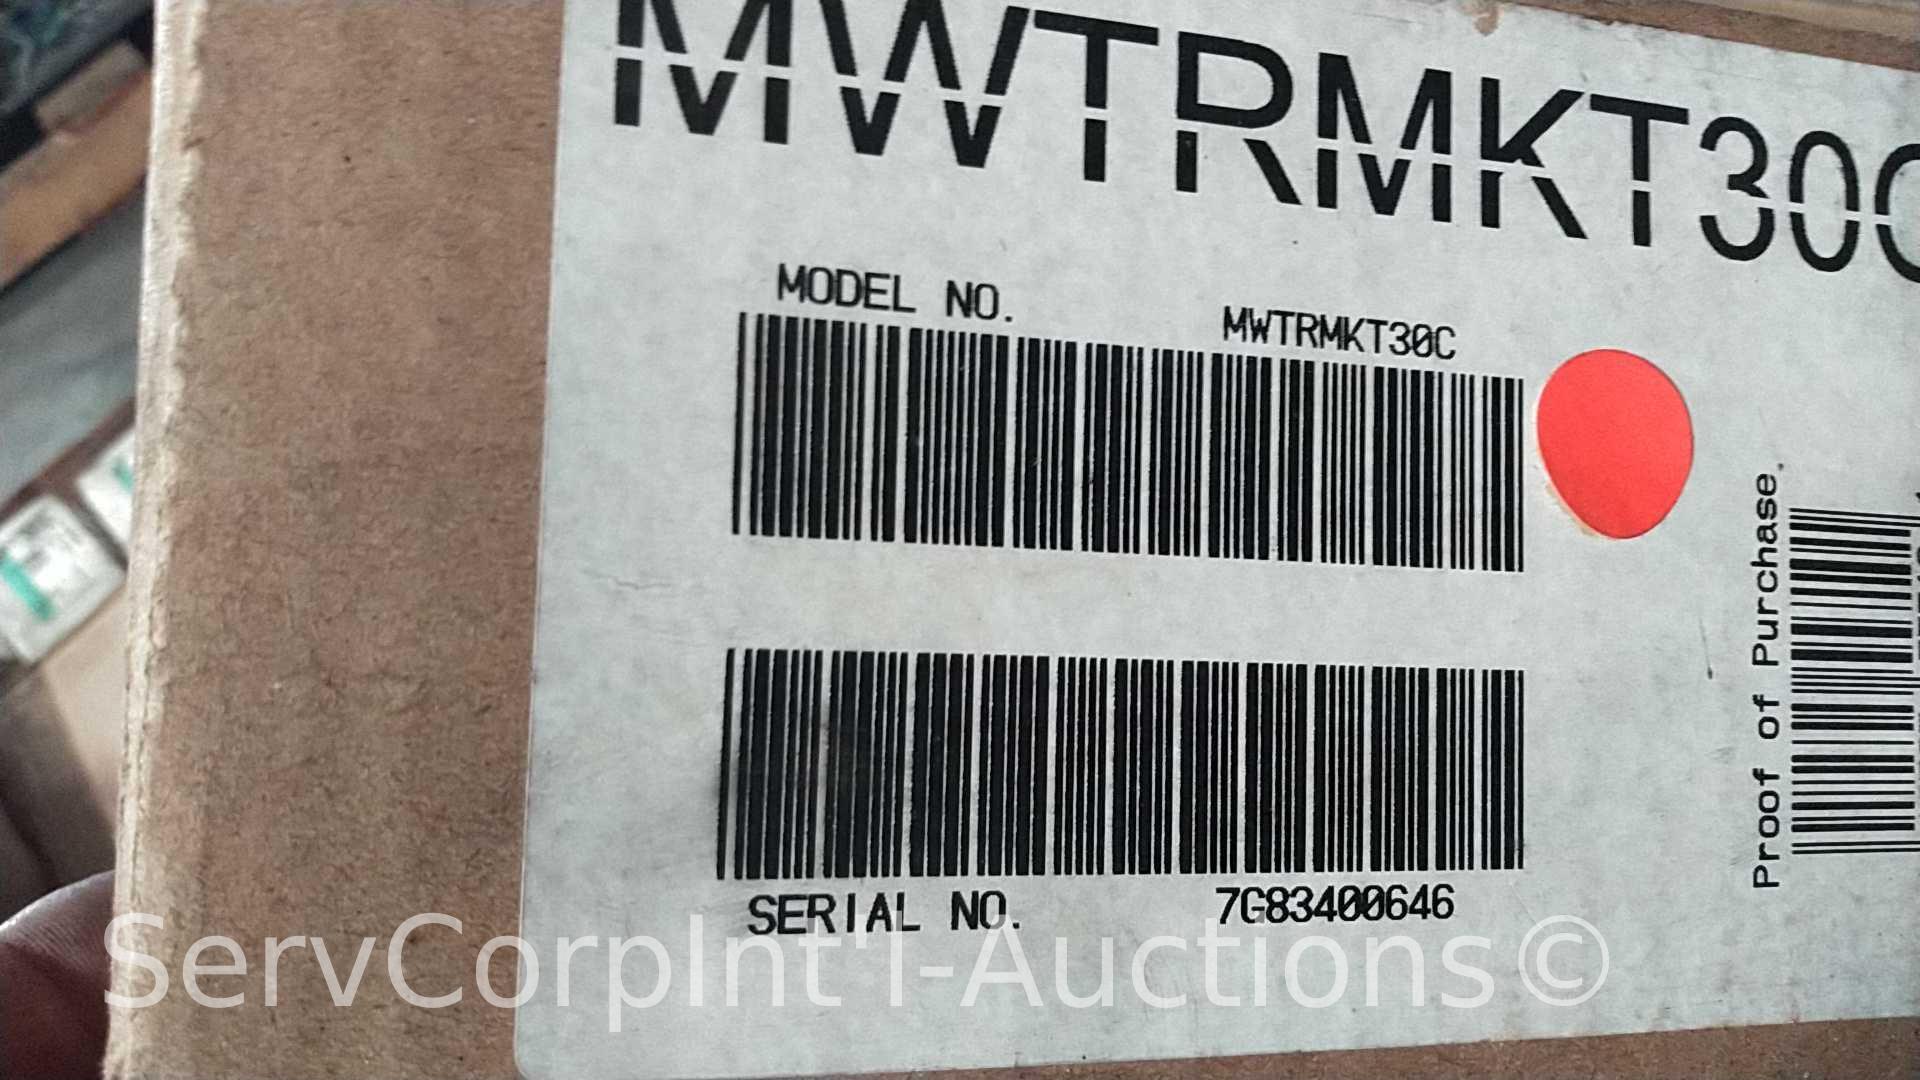 MWTRMKT30C
MODEL NO.
MWTRMKT30C
Proof of Purchase.
SERIAL NO.
7G83400646
ServCorpInt'l-Auctions©